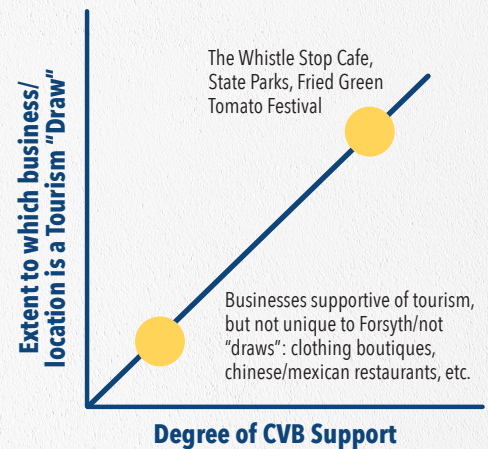 Extent to which business/
location is a Tourism "Draw"
The Whistle Stop Cafe,
State Parks, Fried Green
Tomato Festival
Businesses supportive of tourism,
but not unique to Forsyth/not
"draws": clothing boutiques,
chinese/mexican restaurants, etc.
Degree of CVB Support